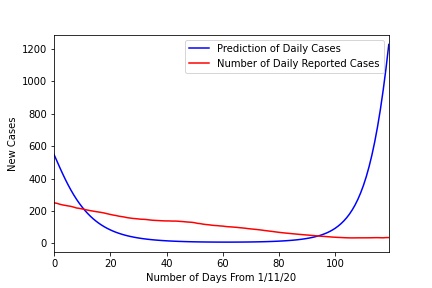 Prediction of Daily Cases
Number of Daily Reported Cases
New Cases
1200
1000
800
600
400
200
0
0 20 40 60 80 100
Number of Days From 1/11/20